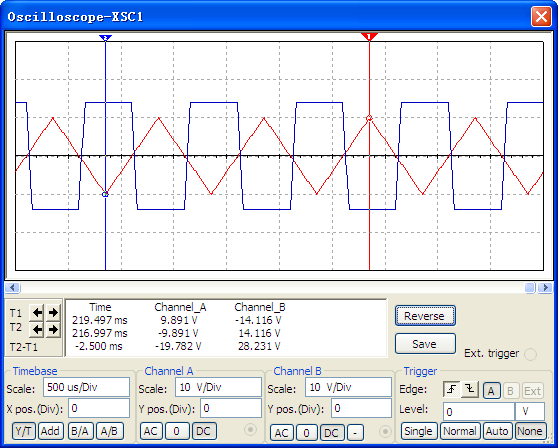 Oscilloscope-XSC1
2 1
T1 Time Channel_A Channel_B
T2 219.497 ms 9.891 V -14.116 V
216.997 ms -9.891 V 14.116 V
T2-T1 -2.500 ms -19.782 V 28.231 V
Reverse
Save
Ext. trigger
Timebase
Scale: 500 us/Div
X pos.(Div): 0
Y/T Add B/A A/B
Channel A
Scale: 10 V/Div
Y pos.(Div): 0
AC 0 DC
Channel B
Scale: 10 V/Div
Y pos.(Div): 0
AC 0 DC -
Trigger
Edge: A B Ext
Level: 0 V
Single Normal Auto None